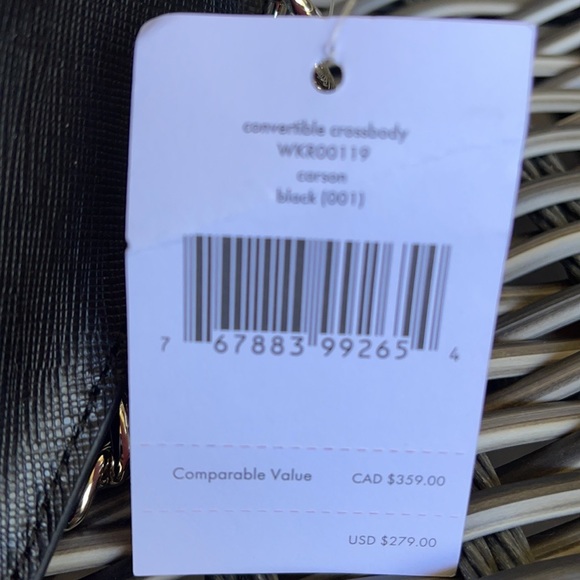 convertible crossbody
WKR00119
carson
black (001)
7 67883 99265 4
Comparable Value CAD $359.00
USD $279.00